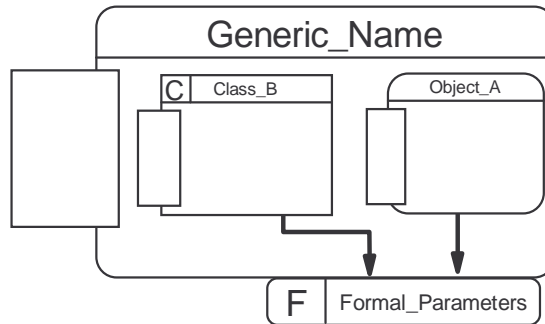 Generic_Name
C Class_B
Object_A
F Formal_Parameters